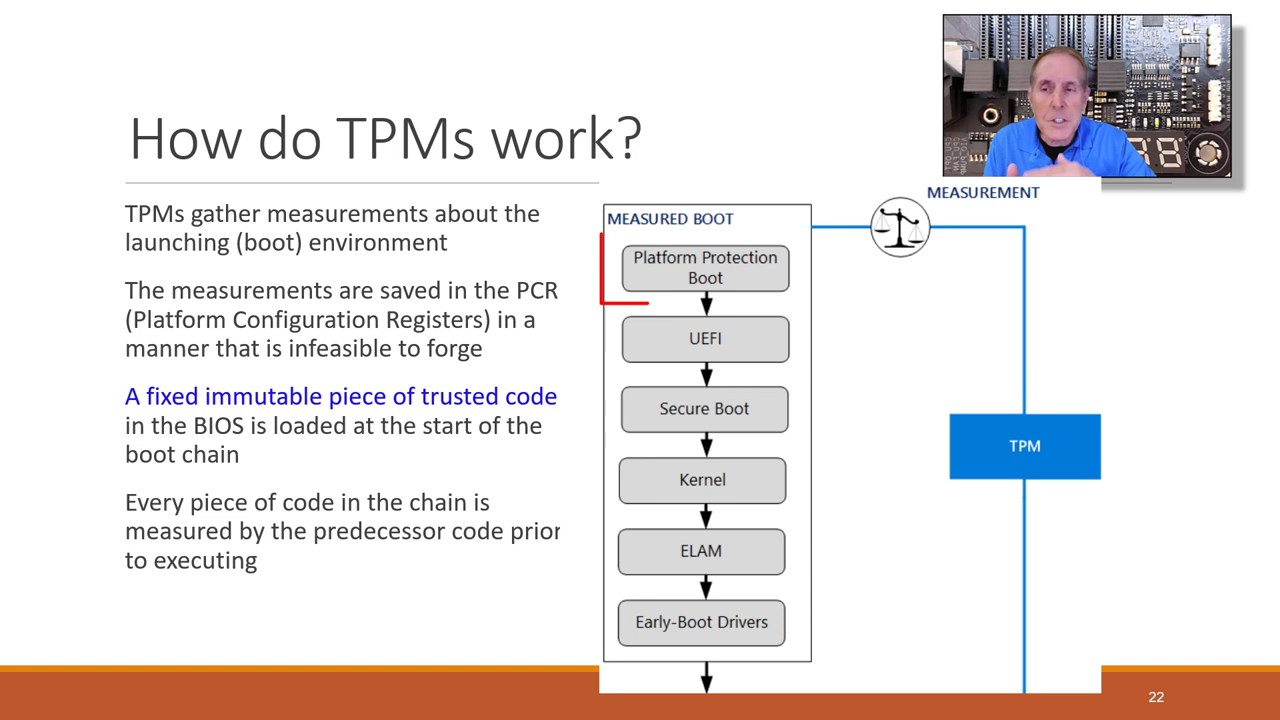 How do TPMs work?
TPMs gather measurements about the
launching (boot) environment
The measurements are saved in the PCR
(Platform Configuration Registers) in a
manner that is infeasible to forge
A fixed immutable piece of trusted code
in the BIOS is loaded at the start of the
boot chain
Every piece of code in the chain is
measured by the predecessor code prior
to executing
MEASUREMENT
MEASURED BOOT
Platform Protection
Boot
UEFI
Secure Boot
Kernel
ELAM
Early-Boot Drivers
TPM
22